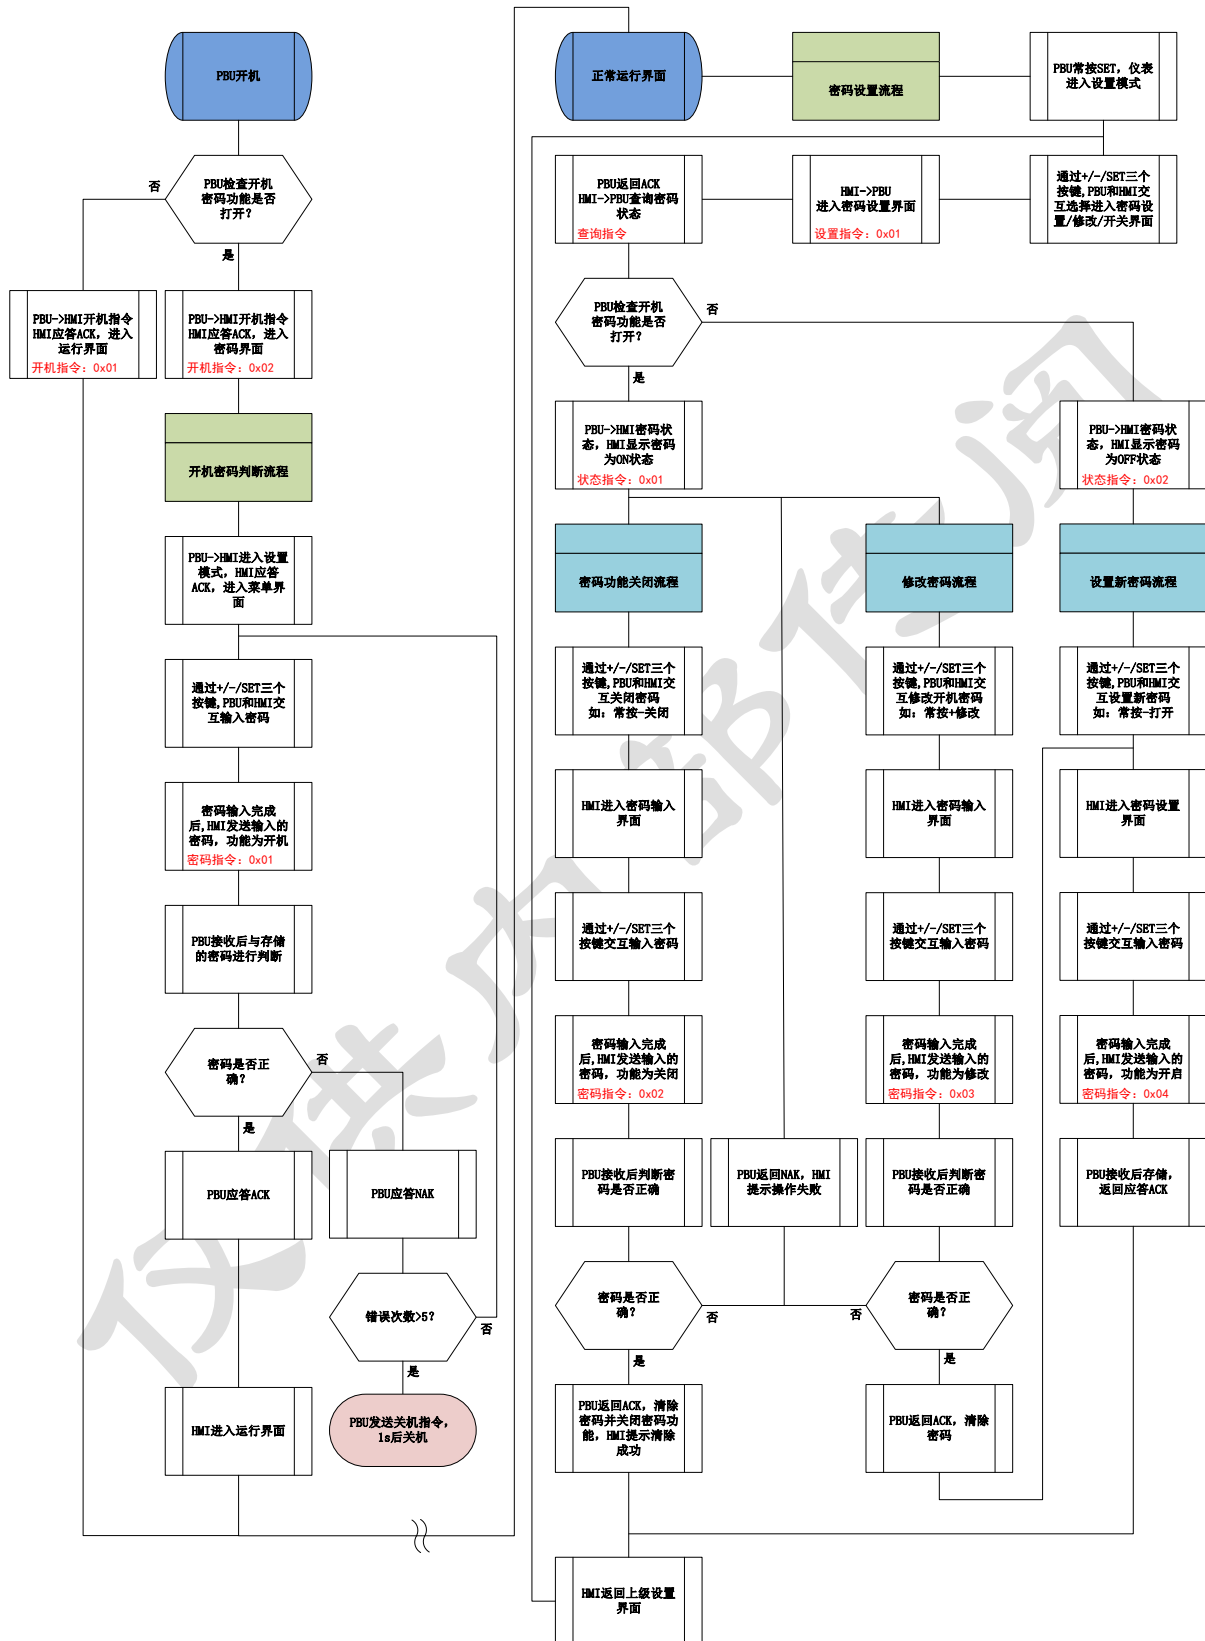 PBU开机
PBU检查开机
密码功能是否
打开?
否
是
PBU->HMI开机指令
HMI应答ACK, 进入
运行界面
开机指令: 0x01
PBU->HMI开机指令
HMI应答ACK, 进入
密码界面
开机指令: 0x02
开机密码判断流程
PBU->HMI进入设置
模式, HMI应答
ACK, 进入菜单界
面
通过+/-/SET三个
按键,PBU和HMI交
互输入密码
密码输入完成
后,HMI发送输入的
密码, 功能为开机
密码指令: 0x01
PBU接收后与存储
的密码进行判断
密码是否正
确?
否
是
PBU应答ACK
PBU应答NAK
错误次数>5?
否
是
HMI进入运行界面
PBU发送关机指令,
1s后关机
正常运行界面
密码设置流程
PBU常按SET, 仪表
进入设置模式
通过+/-/SET三个
按键,PBU和HMI交
互选择进入密码设
置/修改/开关界面
HMI->PBU
进入密码设置界面
设置指令: 0x01
PBU返回ACK
HMI->PBU查询密码
状态
查询指令
PBU检查开机
密码功能是否
打开?
否
是
PBU->HMI密码状
态, HMI显示密码
为ON状态
状态指令: 0x01
PBU->HMI密码状
态, HMI显示密码
为OFF状态
状态指令: 0x02
密码功能关闭流程
修改密码流程
设置新密码流程
通过+/-/SET三个
按键,PBU和HMI交
互关闭密码
如: 常按-关闭
通过+/-/SET三个
按键,PBU和HMI交
互修改开机密码
如: 常按+修改
通过+/-/SET三个
按键,PBU和HMI交
互设置新密码
如: 常按-打开
HMI进入密码输入
界面
HMI进入密码输入
界面
HMI进入密码设置
界面
通过+/-/SET三个
按键交互输入密码
通过+/-/SET三个
按键交互输入密码
通过+/-/SET三个
按键交互输入密码
密码输入完成
后,HMI发送输入的
密码, 功能为关闭
密码指令: 0x02
密码输入完成
后,HMI发送输入的
密码, 功能为修改
密码指令: 0x03
密码输入完成
后,HMI发送输入的
密码, 功能为开启
密码指令: 0x04
PBU接收后判断密
码是否正确
PBU返回NAK, HMI
提示操作失败
PBU接收后判断密
码是否正确
PBU接收后存储,
返回应答ACK
密码是否正
确?
否
是
密码是否正
确?
否
是
PBU返回ACK, 清除
密码并关闭密码功
能, HMI提示清除
成功
PBU返回ACK, 清除
密码
HMI返回上级设置
界面
仅供内部传阅